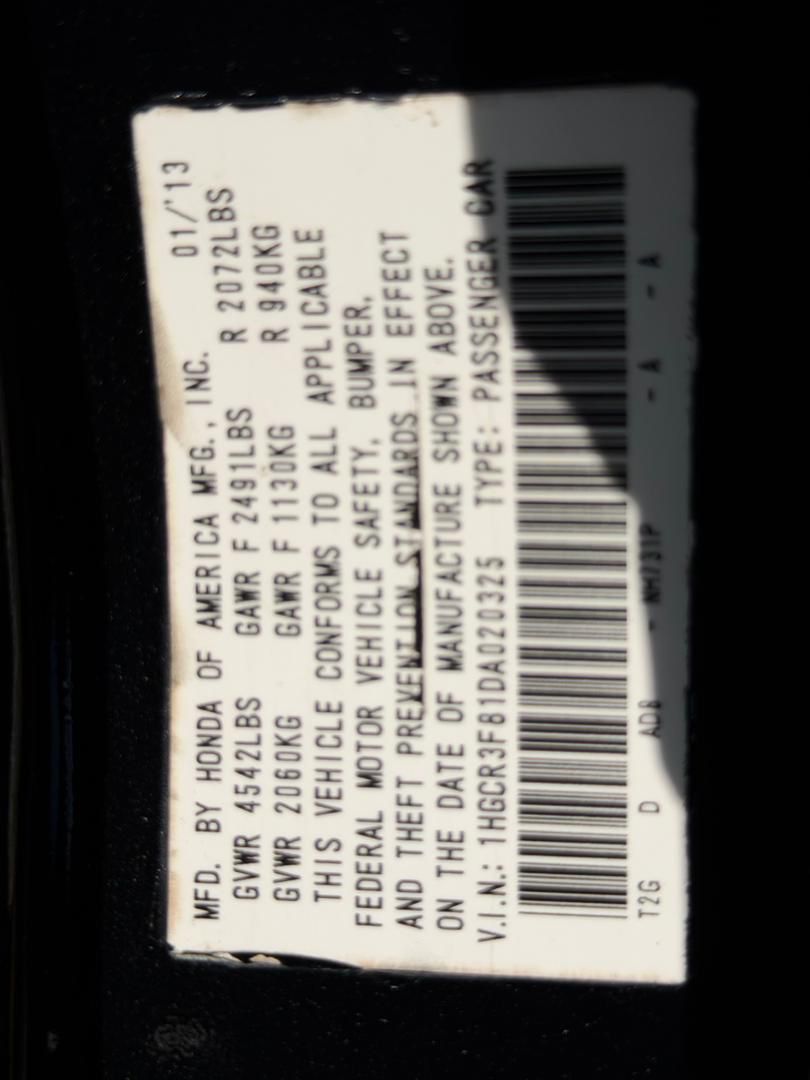 MFD. BY HONDA OF AMERICA MFG., INC. 01/'13
GVWR 4542LBS GAWR F 2491LBS R 2072LBS
GVWR 2060KG GAWR F 1130KG R 940KG
THIS VEHICLE CONFORMS TO ALL APPLICABLE
FEDERAL MOTOR VEHICLE SAFETY, BUMPER,
AND THEFT PREVENTION STANDARDS IN EFFECT
ON THE DATE OF MANUFACTURE SHOWN ABOVE.
V.I.N.: 1HGCR3F81DA020325 TYPE: PASSENGER CAR
T2G D AD8 - NH731P - A - A